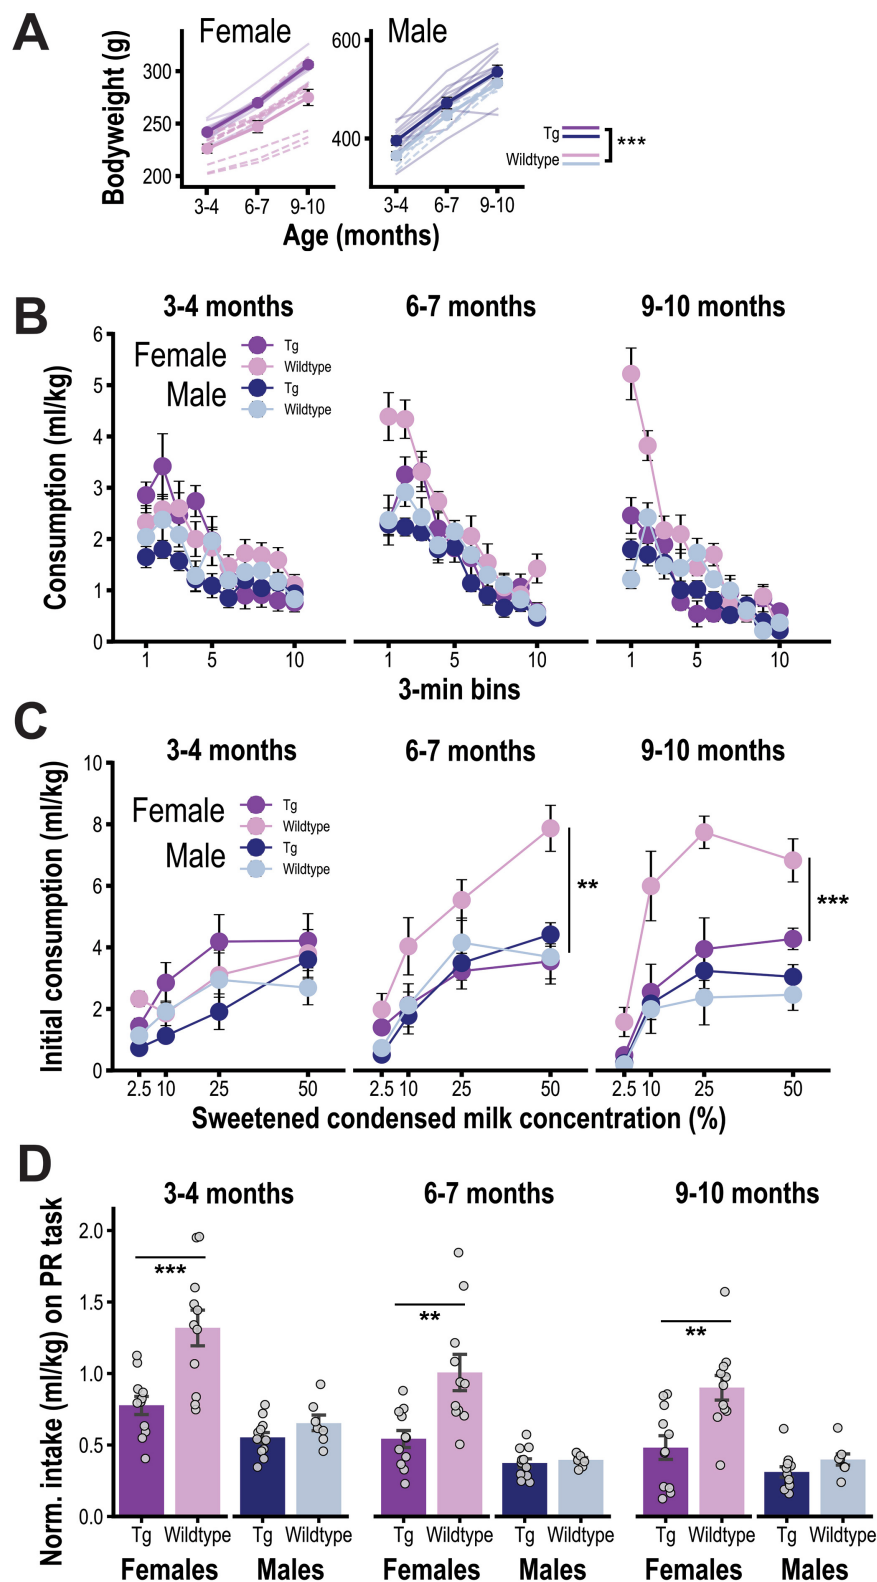 A
Female
Male
Bodyweight (g)
300
250
200
600
400
3-4
6-7
9-10
3-4
6-7
9-10
Age (months)
Tg
Wildtype
***
B
3-4 months
6-7 months
9-10 months
Consumption (ml/kg)
6
5
4
3
2
1
0
Female
Tg
Wildtype
Male
Tg
Wildtype
1
5
10
1
5
10
1
5
10
3-min bins
C
3-4 months
6-7 months
9-10 months
Initial consumption (ml/kg)
10
8
6
4
2
0
Female
Tg
Wildtype
Male
Tg
Wildtype
**
***
2.5
10
25
50
2.5
10
25
50
2.5
10
25
50
Sweetened condensed milk concentration (%)
D
3-4 months
6-7 months
9-10 months
Norm. intake (ml/kg) on PR task
2.0
1.5
1.0
0.5
0.0
***
**
**
Tg
Wildtype
Tg
Wildtype
Tg
Wildtype
Tg
Wildtype
Tg
Wildtype
Tg
Wildtype
Females
Males
Females
Males
Females
Males